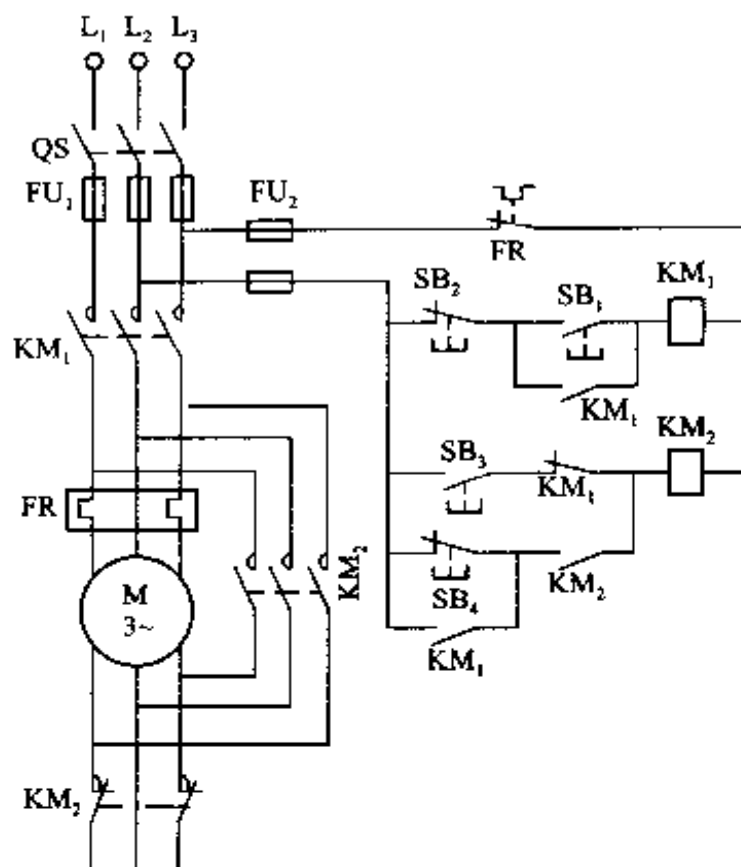 L₁ L₂ L₃
QS
FU₁
FU₂
FR
SB₂
SB₁
KM₁
KM₁
KM₁
SB₃
KM₁
KM₂
FR
M
3~
KM₂
SB₄
KM₂
KM₁
KM₂